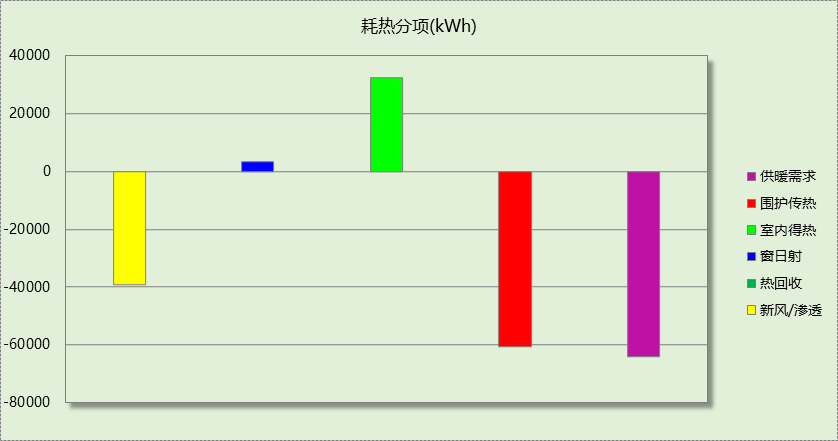 耗热分项(kWh)
40000
20000
0
-20000
-40000
-60000
-80000
供暖需求
围护传热
室内得热
窗日射
热回收
新风/渗透